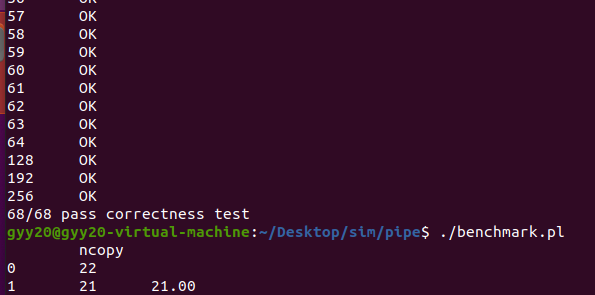 57 OK
58 OK
59 OK
60 OK
61 OK
62 OK
63 OK
64 OK
128 OK
192 OK
256 OK
68/68 pass correctness test
gyy20@gyy20-virtual-machine:~/Desktop/sim/pipe$ ./benchmark.pl
ncopy
0 22
1 21 21.00